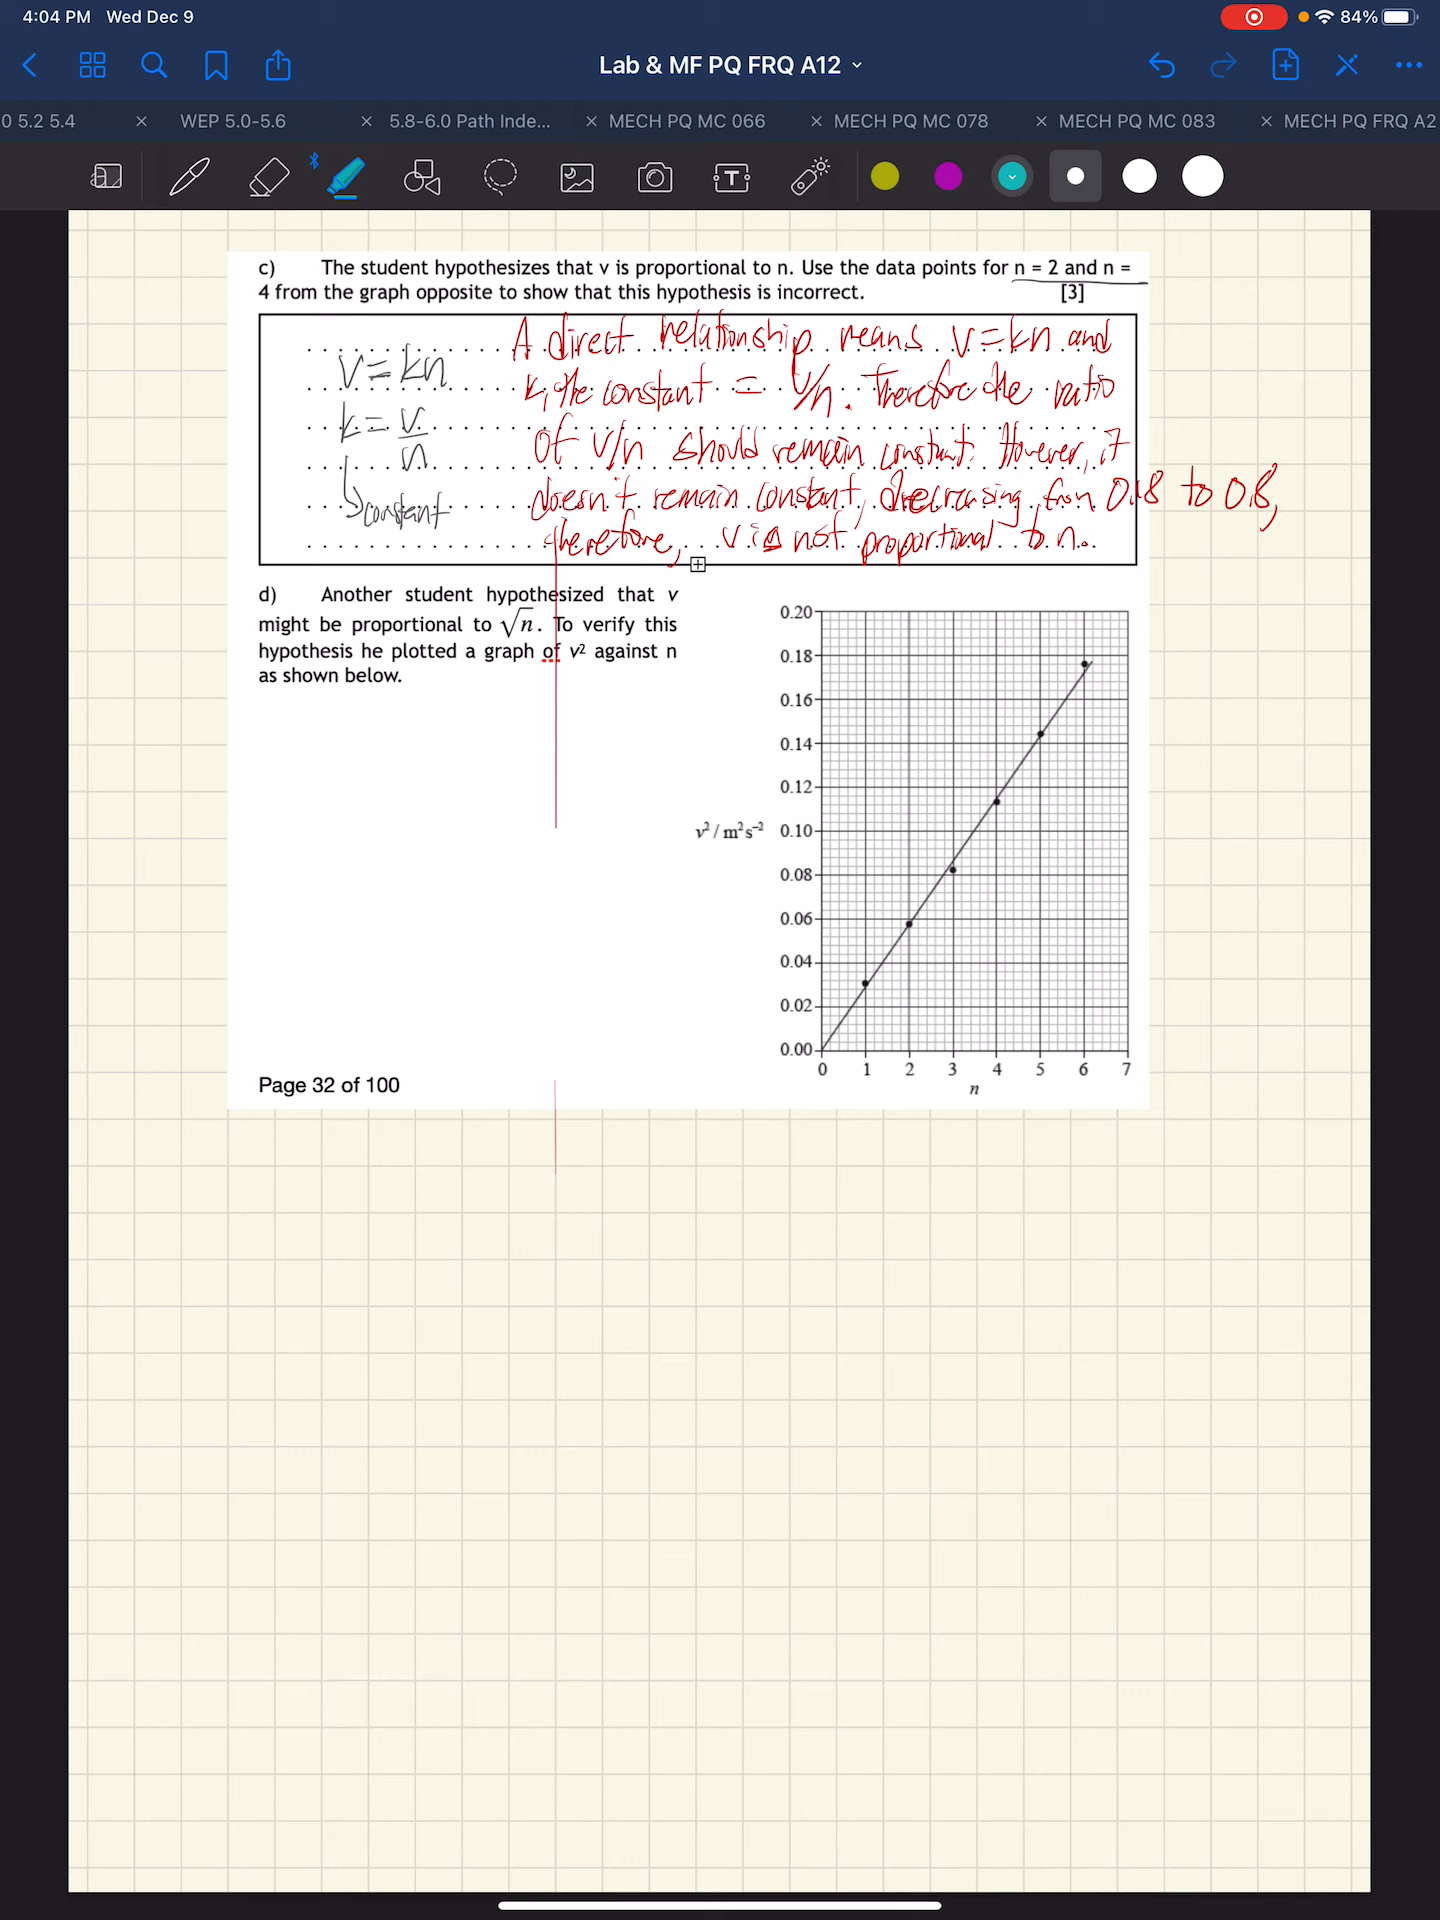 4:04 PM Wed Dec 9
84%
Lab & MF PQ FRQ A12
0 5.2 5.4
WEP 5.0-5.6
5.8-6.0 Path Inde...
MECH PQ MC 066
MECH PQ MC 078
MECH PQ MC 083
MECH PQ FRQ A2
c) The student hypothesizes that v is proportional to n. Use the data points for n = 2 and n =
4 from the graph opposite to show that this hypothesis is incorrect. [3]
v = kn
k = v/n
constant
A direct relationship means v = kn and
k, the constant = v/n. Therefore the ratio
of v/n should remain constant. However, it
doesn't remain constant, decreasing from 0.18 to 0.8,
therefore, v is not proportional to n.
d) Another student hypothesized that v
might be proportional to √n. To verify this
hypothesis he plotted a graph of v² against n
as shown below.
0.20
0.18
0.16
0.14
0.12
v² / m²s⁻² 0.10
0.08
0.06
0.04
0.02
0.00
0 1 2 3 4 5 6 7
n
Page 32 of 100